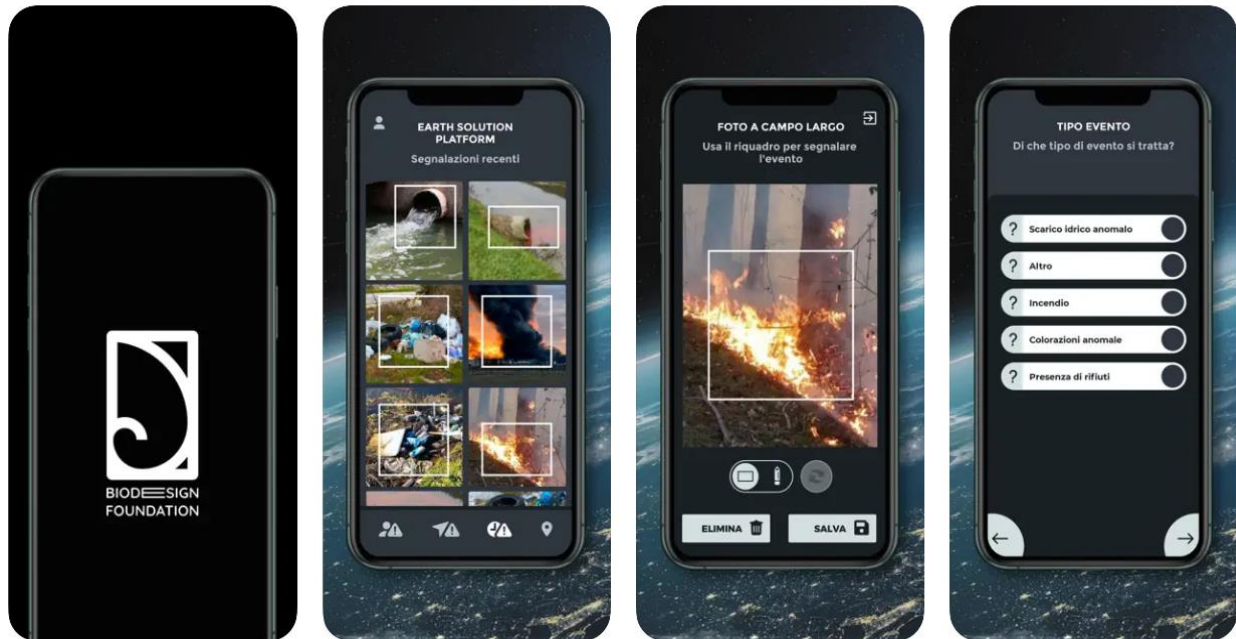 BIODESIGN
FOUNDATION
EARTH SOLUTION
PLATFORM
Segnalazioni recenti
FOTO A CAMPO LARGO
Usa il riquadro per segnalare
l'evento
ELIMINA
SALVA
TIPO EVENTO
Di che tipo di evento si tratta?
? Scarico idrico anomalo
? Altro
? Incendio
? Colorazioni anomale
? Presenza di rifiuti